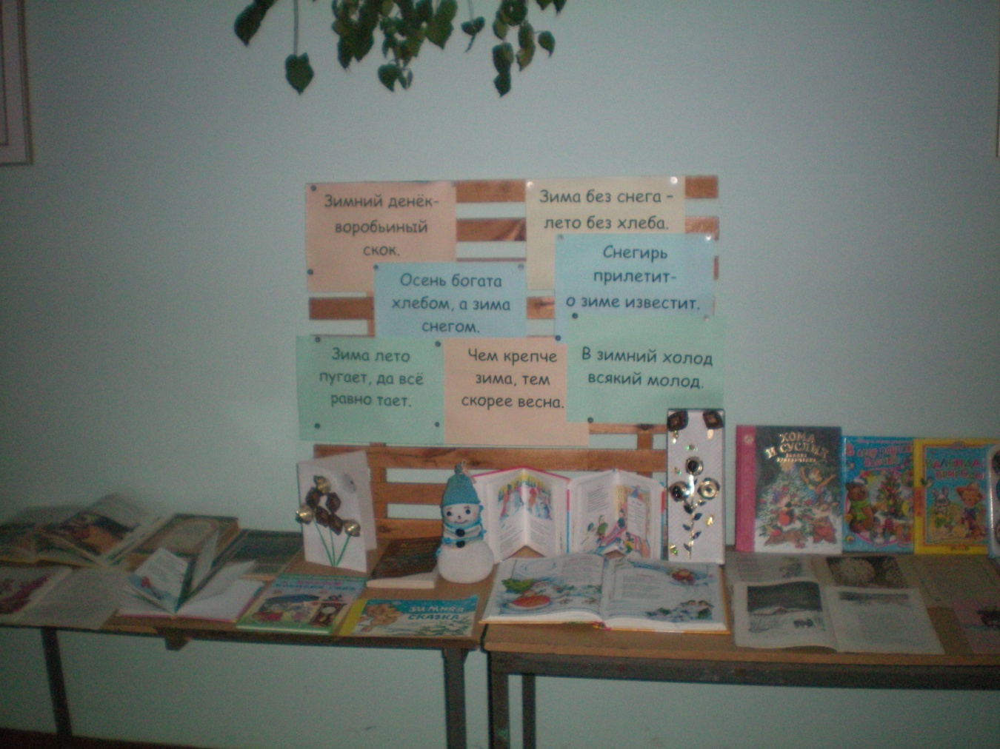 Зимний денёк-
воробьиный
скок.
Зима без снега –
лето без хлеба.
Снегирь
прилетит-
о зиме известит.
Осень богата
хлебом, а зима
снегом.
Зима лето
пугает, да всё
равно тает.
Чем крепче
зима, тем
скорее весна.
В зимний холод
всякий молод.
ХОМА
И СУСЛИК
ЗИМНЯЯ
СКАЗКА